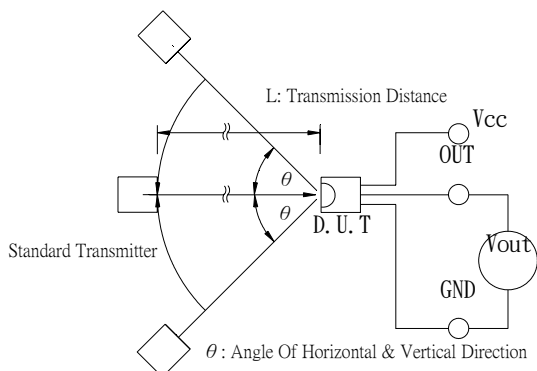 L: Transmission Distance
Vcc
OUT
θ
θ
D.U.T
Standard Transmitter
Vout
GND
θ : Angle Of Horizontal & Vertical Direction